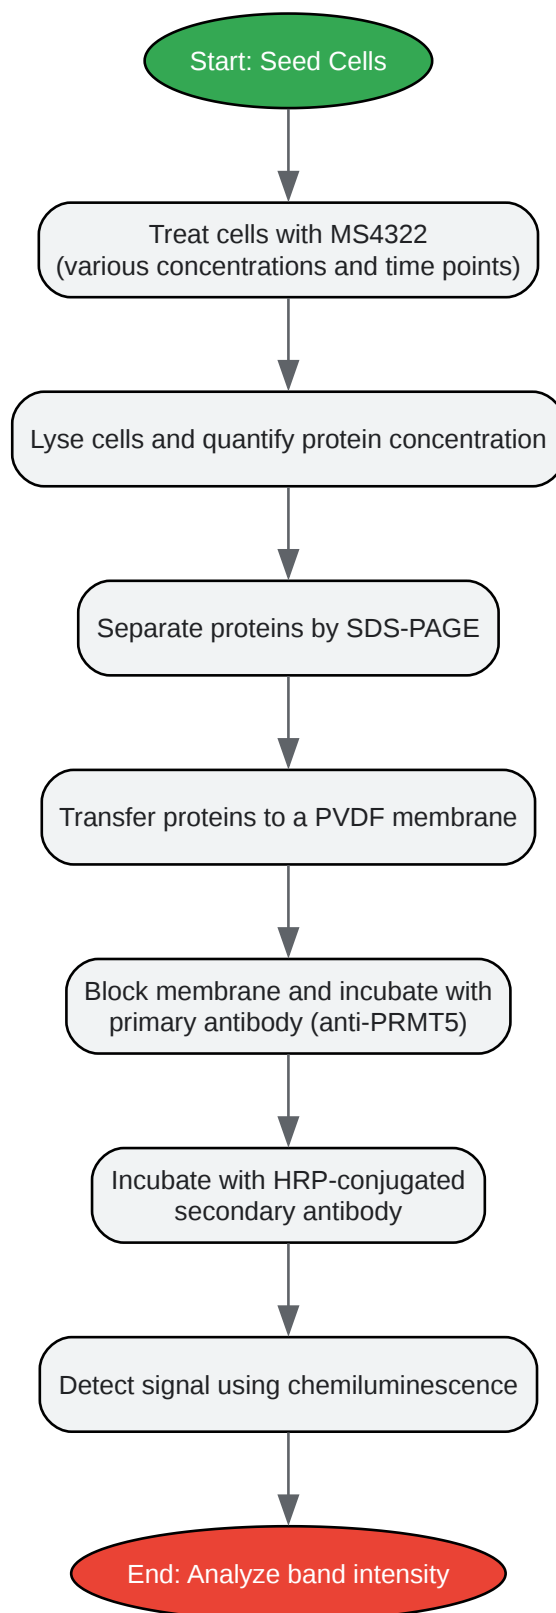 Start: Seed Cells
Treat cells with MS4322
(various concentrations and time points)
Lyse cells and quantify protein concentration
Separate proteins by SDS-PAGE
Transfer proteins to a PVDF membrane
Block membrane and incubate with
primary antibody (anti-PRMT5)
Incubate with HRP-conjugated
secondary antibody
Detect signal using chemiluminescence
End: Analyze band intensity